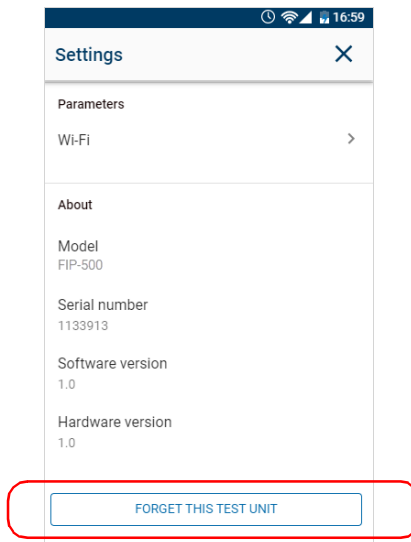 16:59
Settings
Parameters
Wi-Fi
About
Model
FIP-500
Serial number
1133913
Software version
1.0
Hardware version
1.0
FORGET THIS TEST UNIT